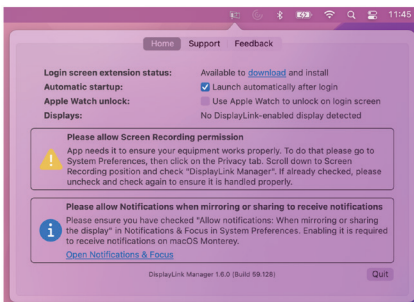 11:45
Home Support Feedback
Login screen extension status: Available to download and install
Automatic startup: Launch automatically after login
Apple Watch unlock: Use Apple Watch to unlock on login screen
Displays: No DisplayLink-enabled display detected
Please allow Screen Recording permission
App needs it to ensure your equipment works properly. To do that please go to
System Preferences, then click on the Privacy tab. Scroll down to Screen
Recording position and check "DisplayLink Manager". If already checked, please
uncheck and check again to ensure it is handled properly.
Please allow Notifications when mirroring or sharing to receive notifications
Please ensure you have checked "Allow notifications: When mirroring or sharing
the display" in Notifications & Focus in System Preferences. Enabling it is required
to receive notifications on macOS Monterey.
Open Notifications & Focus
DisplayLink Manager 1.6.0 (Build 59.128)
Quit